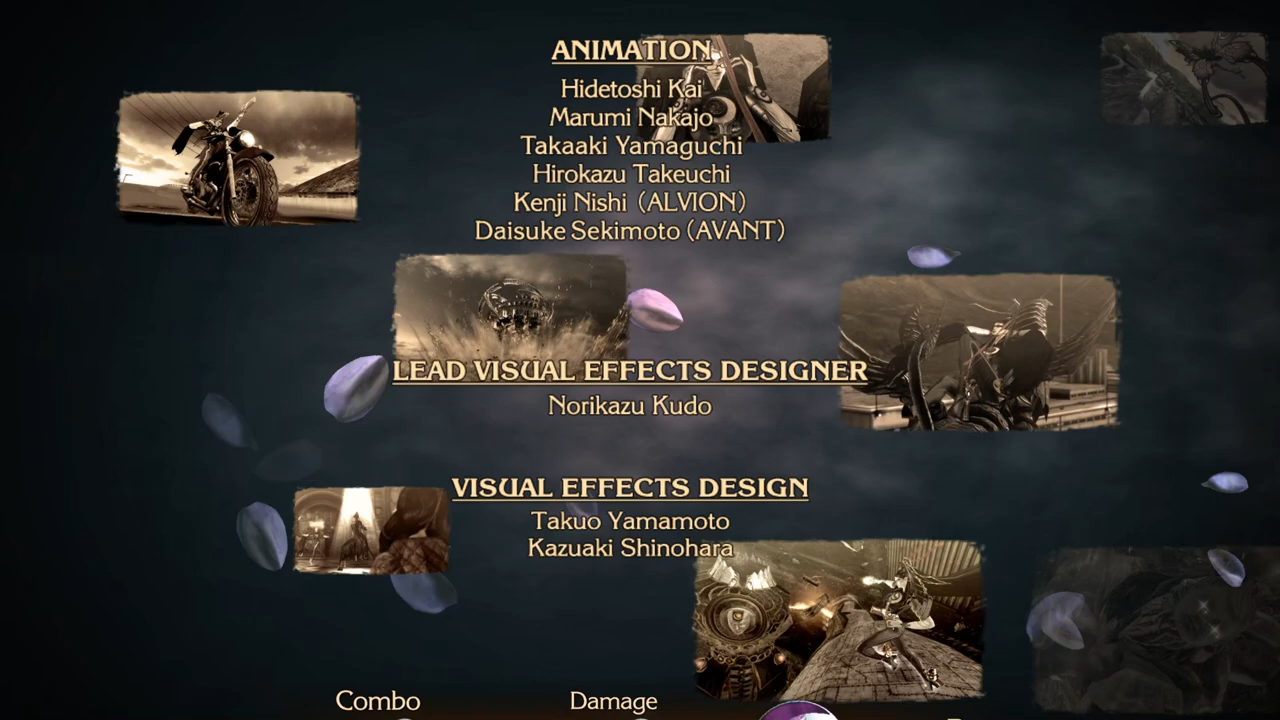 ANIMATION
Hidetoshi Kai
Marumi Nakajo
Takaaki Yamaguchi
Hirokazu Takeuchi
Kenji Nishi (ALVION)
Daisuke Sekimoto (AVANT)
LEAD VISUAL EFFECTS DESIGNER
Norikazu Kudo
VISUAL EFFECTS DESIGN
Takuo Yamamoto
Kazuaki Shinohara
Combo Damage